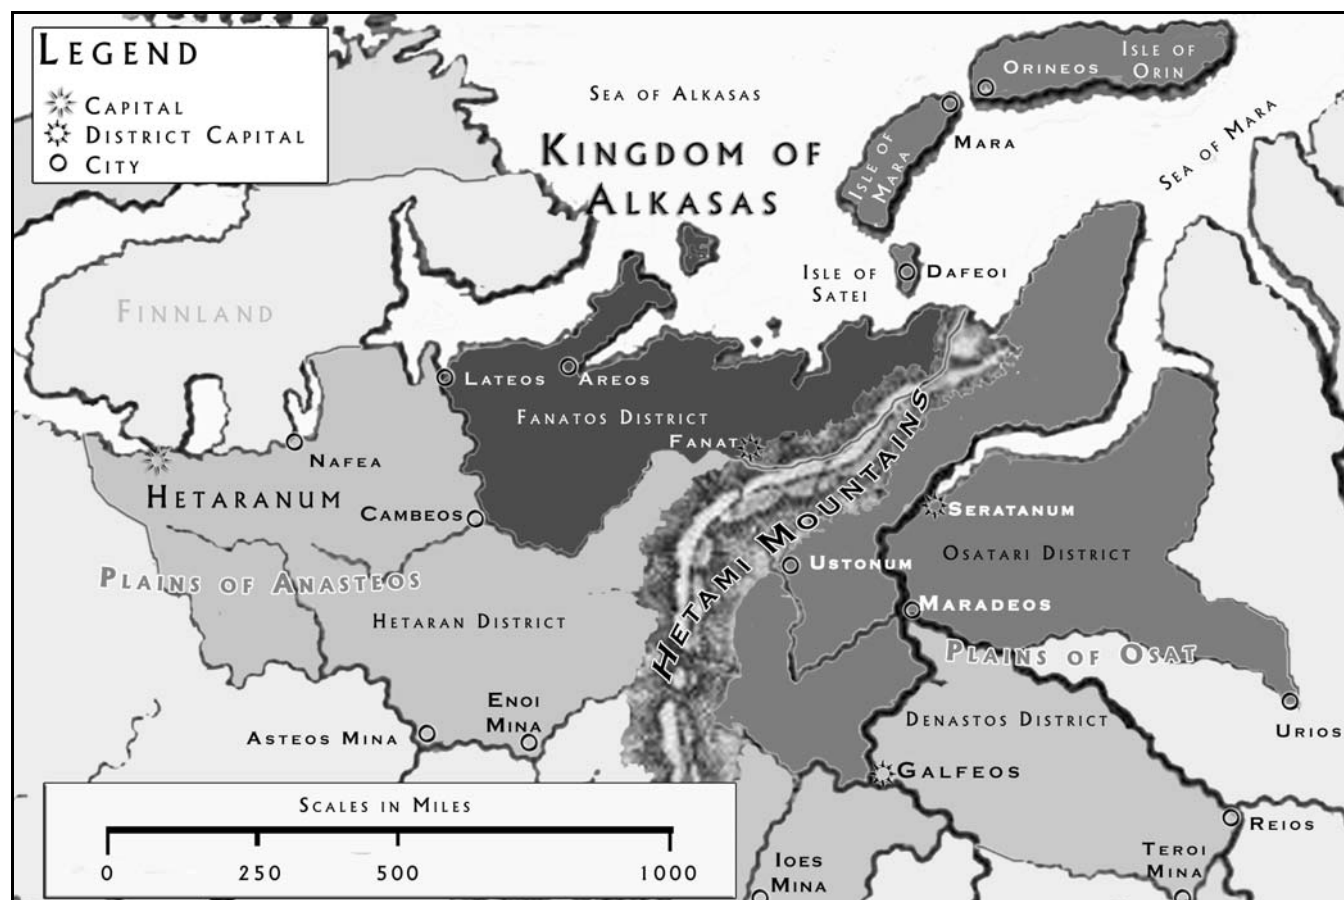 LEGEND
CAPITAL
DISTRICT CAPITAL
CITY
SEA OF ALKASAS
KINGDOM OF
ALKASAS
ORINEOS
ISLE OF
ORIN
MARA
ISLE OF
MARA
SEA OF MARA
ISLE OF
SATEI
DAFEOI
FINNLAND
LATEOS
AREOS
FANATOS DISTRICT
FANAT
NAFEA
HETARANUM
CAMBEOS
HETAMI MOUNTAINS
SERATANUM
OSATARI DISTRICT
USTONUM
MARADEOS
PLAINS OF ANASTEOS
HETARAN DISTRICT
PLAINS OF OSAT
ENOI
MINA
ASTEOS MINA
DENASTOS DISTRICT
URIOS
GALFEOS
REIOS
TEROI
MINA
IOES
MINA
SCALES IN MILES
0 250 500 1000